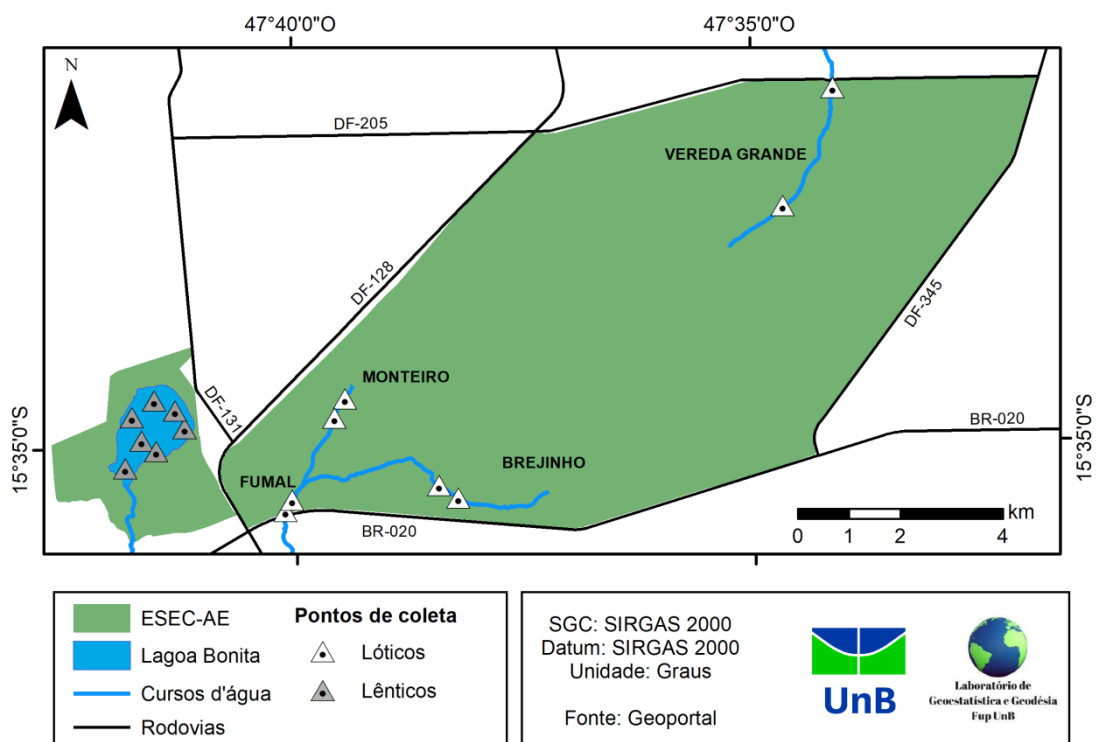 47°40'0"O
47°35'0"O
N
DF-205
VEREDA GRANDE
DF-128
DF-345
MONTEIRO
DF-131
BR-020
15°35'0"S
15°35'0"S
FUMAL
BREJINHO
BR-020
km
0 1 2 4
ESEC-AE
Lagoa Bonita
Cursos d'água
Rodovias
Pontos de coleta
Lóticos
Lênticos
SGC: SIRGAS 2000
Datum: SIRGAS 2000
Unidade: Graus
Fonte: Geoportal
UnB
Laboratório de
Geoestatística e Geodésia
Fup UnB